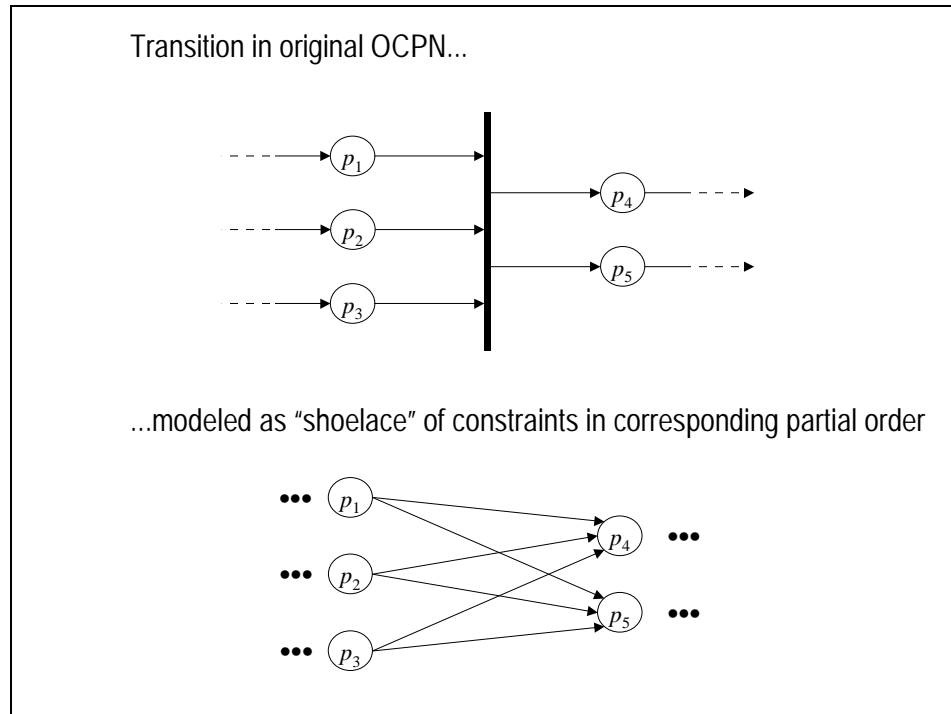 Transition in original OCPN...
p1
p2
p3
p4
p5
...modeled as “shoelace” of constraints in corresponding partial order
p1
p2
p3
p4
p5